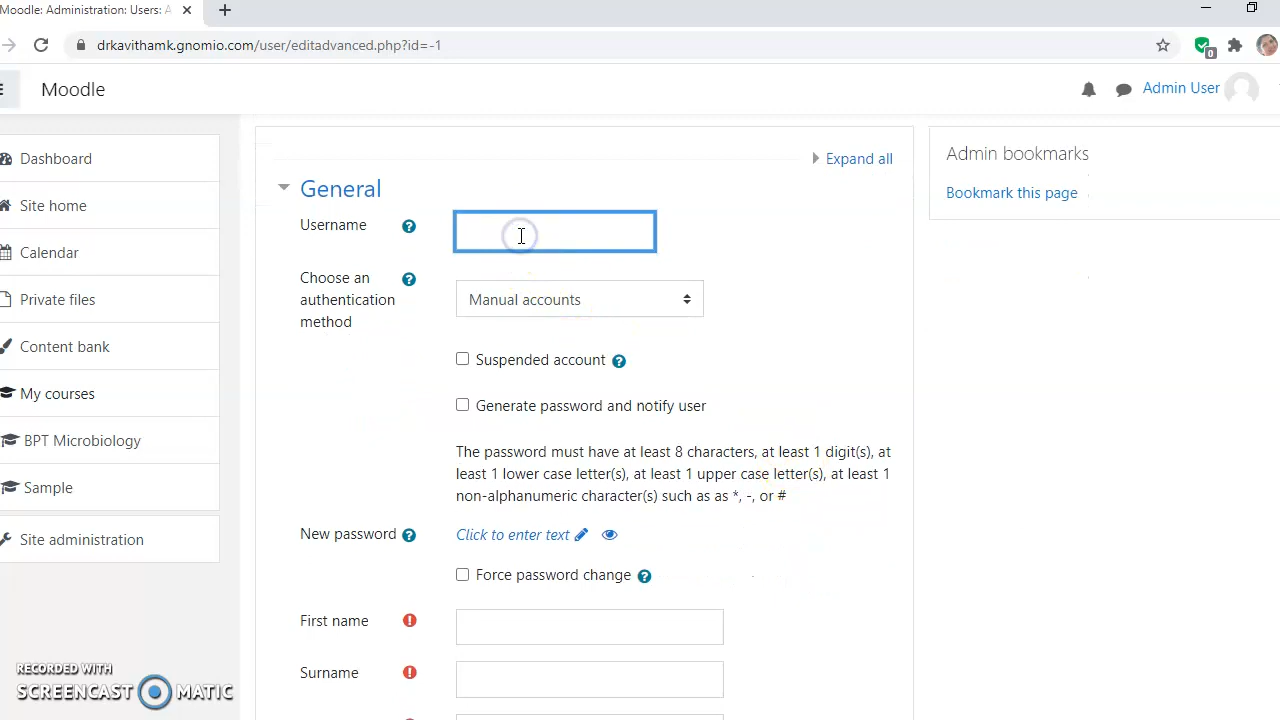 Moodle: Administration: Users: A
drkavithamk.gnomio.com/user/editadvanced.php?id=-1
0
Moodle
Admin User
Dashboard
Site home
Calendar
Private files
Content bank
My courses
BPT Microbiology
Sample
Site administration
Expand all
General
Username
Choose an
authentication
method
Manual accounts
Suspended account
Generate password and notify user
The password must have at least 8 characters, at least 1 digit(s), at
least 1 lower case letter(s), at least 1 upper case letter(s), at least 1
non-alphanumeric character(s) such as as *, -, or #
New password
Click to enter text
Force password change
First name
Surname
Admin bookmarks
Bookmark this page
RECORDED WITH
SCREENCAST MATIC